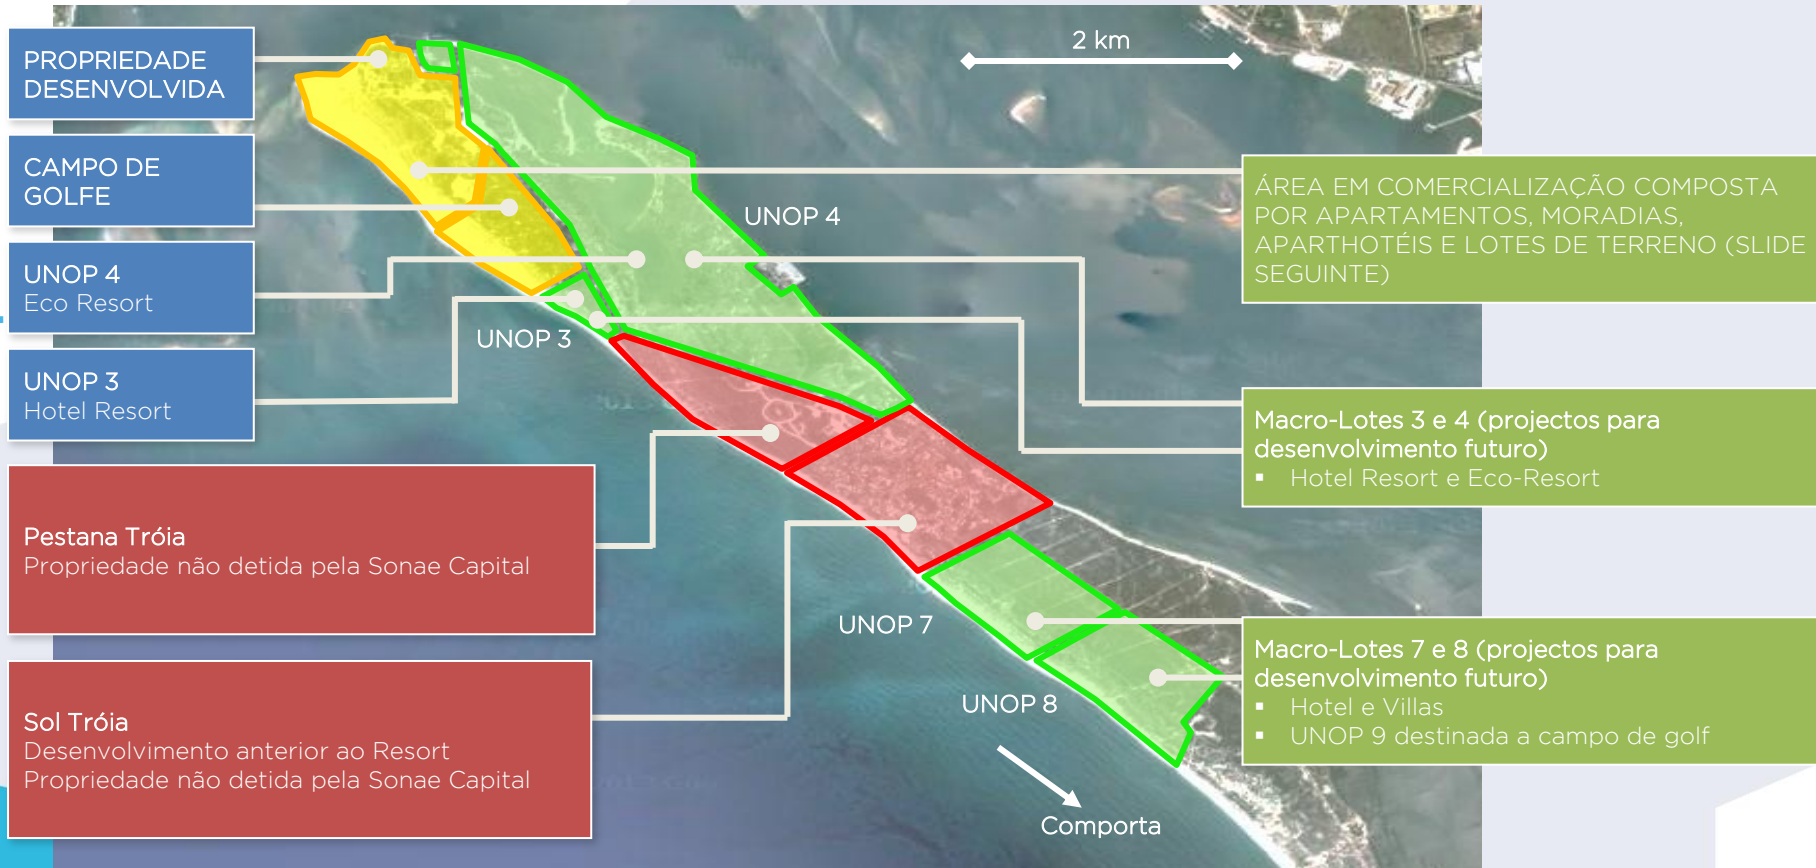 PROPRIEDADE
DESENVOLVIDA
CAMPO DE
GOLFE
UNOP 4
Eco Resort
UNOP 3
Hotel Resort
Pestana Tróia
Propriedade não detida pela Sonae Capital
Sol Tróia
Desenvolvimento anterior ao Resort
Propriedade não detida pela Sonae Capital
2 km
UNOP 4
UNOP 3
UNOP 7
UNOP 8
Comporta
ÁREA EM COMERCIALIZAÇÃO COMPOSTA
POR APARTAMENTOS, MORADIAS,
APARTHOTÉIS E LOTES DE TERRENO (SLIDE
SEGUINTE)
Macro-Lotes 3 e 4 (projectos para
desenvolvimento futuro)
▪ Hotel Resort e Eco-Resort
Macro-Lotes 7 e 8 (projectos para
desenvolvimento futuro)
▪ Hotel e Villas
▪ UNOP 9 destinada a campo de golf